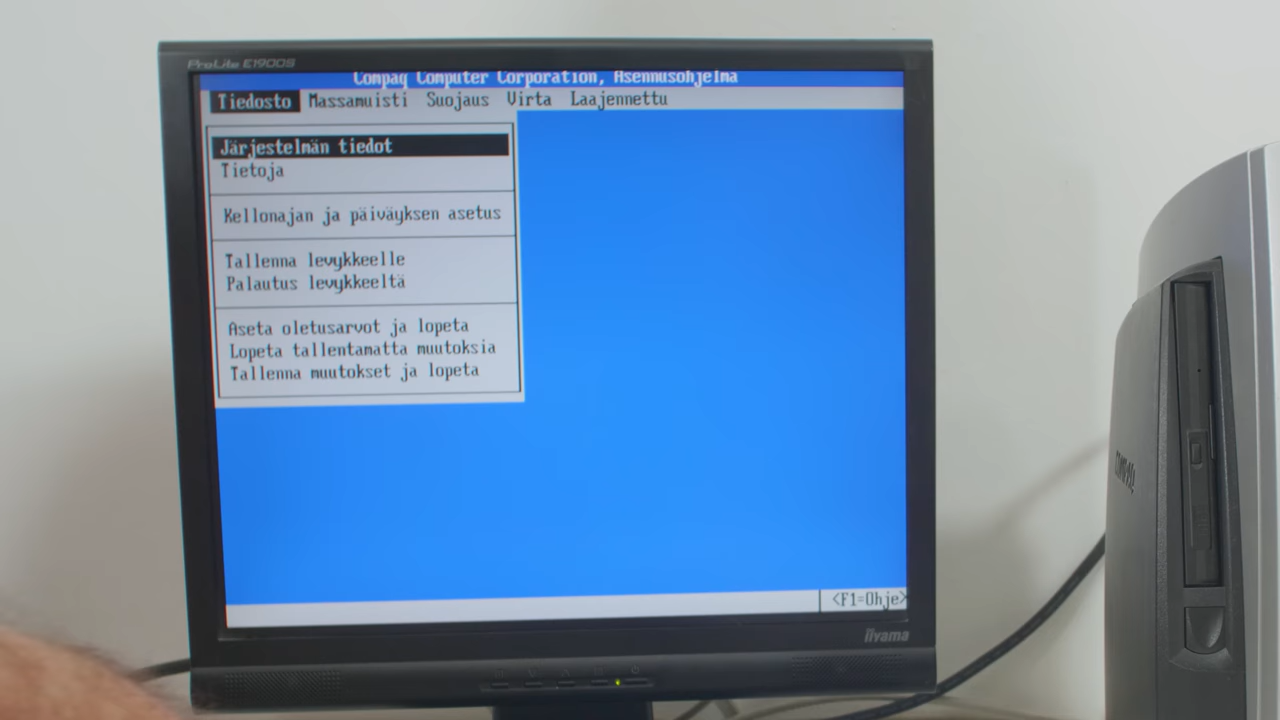 ProLite E1900S
Compaq Computer Corporation, Asennusohjelma
Tiedosto Massamuisti Suojaus Virta Laajennettu
Järjestelmän tiedot
Tietoja
Kellonajan ja päiväyksen asetus
Tallenna levykkeelle
Palautus levykkeeltä
Aseta oletusarvot ja lopeta
Lopeta tallentamatta muutoksia
Tallenna muutokset ja lopeta
<F1=Ohje>
iiyama
COMPAQ